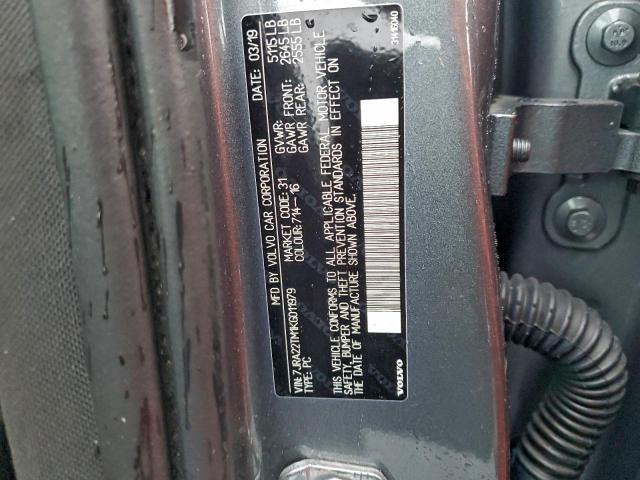 MFD BY VOLVO CAR CORPORATION 03/19
MARKET CODE: 31 GVWR: 5115 LB
COLOUR: 714-16 GAWR FRONT: 2645 LB
GAWR REAR: 2555 LB
VIN: 7JRA22TM1KG011979
TYPE: PC
THIS VEHICLE CONFORMS TO ALL APPLICABLE FEDERAL MOTOR VEHICLE
SAFETY, BUMPER AND THEFT PREVENTION STANDARDS IN EFFECT ON
THE DATE OF MANUFACTURE SHOWN ABOVE.
VOLVO